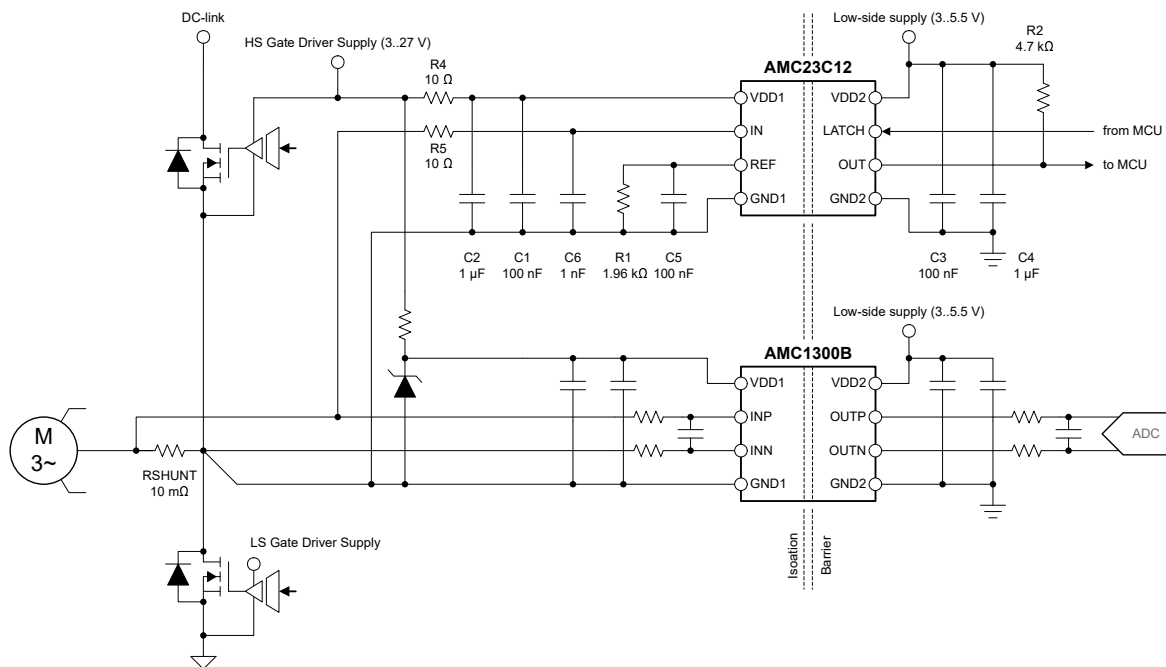 DC-link
HS Gate Driver Supply (3..27 V)
Low-side supply (3..5.5 V)
R2
4.7 kΩ
R4
10 Ω
R5
10 Ω
AMC23C12
VDD1
IN
REF
GND1
VDD2
LATCH
OUT
GND2
from MCU
to MCU
C2
1 µF
C1
100 nF
C6
1 nF
R1
1.96 kΩ
C5
100 nF
C3
100 nF
C4
1 µF
Low-side supply (3..5.5 V)
AMC1300B
VDD1
INP
INN
GND1
VDD2
OUTP
OUTN
GND2
ADC
M
3~
RSHUNT
10 mΩ
LS Gate Driver Supply
Isoation
Barrier